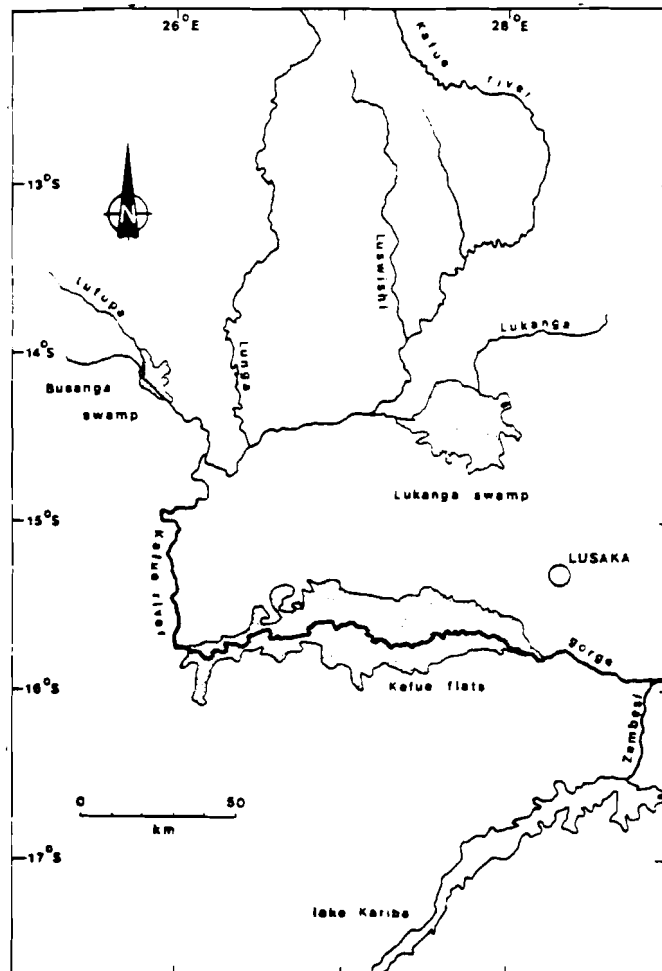 26°E
28°E
Kafue river
13°S
N
Lufupa
Luswishi
Lukanga
14°S
Lunga
Busanga
swamp
Lukanga swamp
15°S
Kafue river
LUSAKA
gorge
16°S
Kafue flats
Zambesi
0 50
km
17°S
lake Kariba